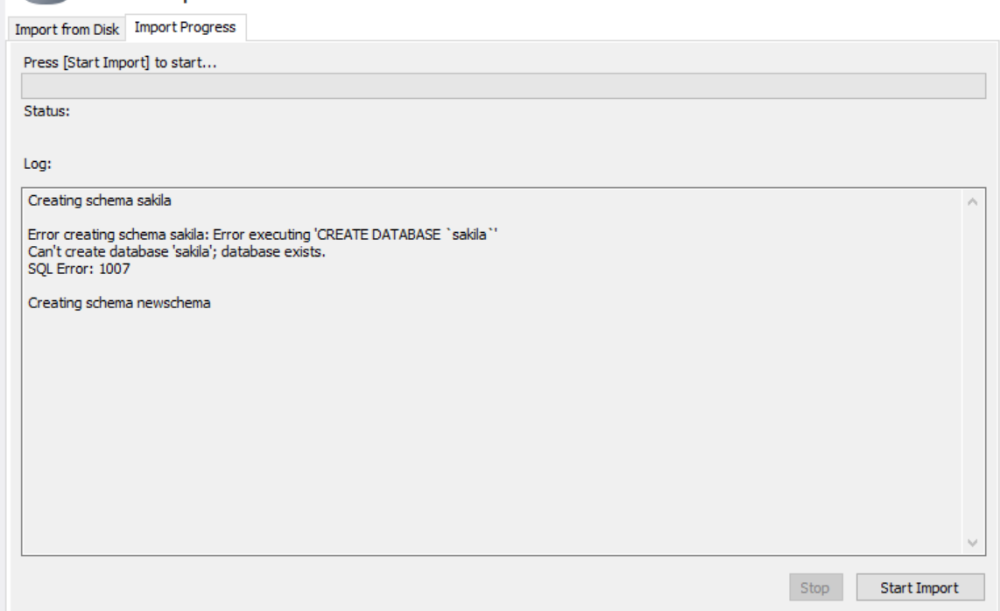 Import from Disk
Import Progress
Press [Start Import] to start...
Status:
Log:
Creating schema sakila
Error creating schema sakila: Error executing 'CREATE DATABASE `sakila`'
Can't create database 'sakila'; database exists.
SQL Error: 1007
Creating schema newschema
Stop
Start Import